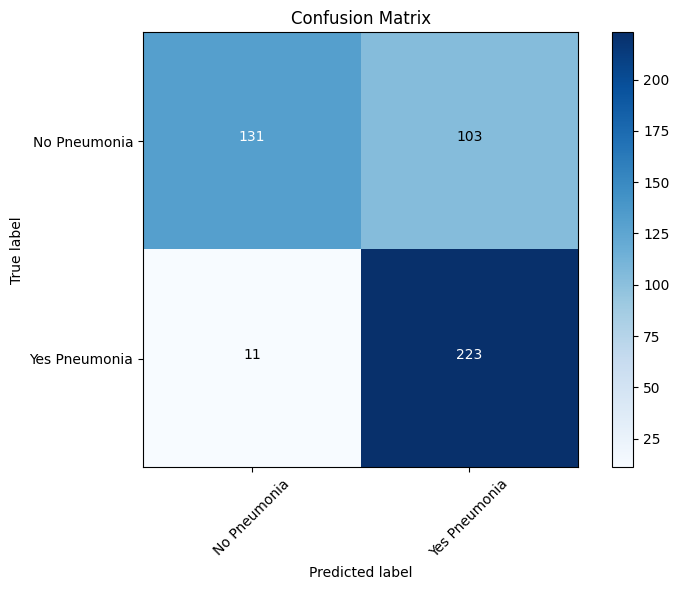 Confusion Matrix
True label
No Pneumonia
131
103
Yes Pneumonia
11
223
No Pneumonia
Yes Pneumonia
Predicted label
200
175
150
125
100
75
50
25